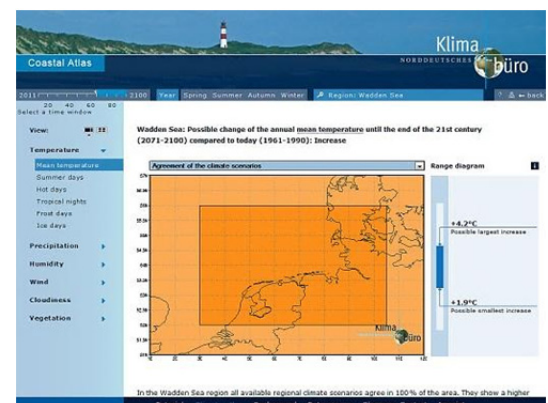 Klima
NORDDEUTSCHES
büro
Coastal Atlas
2011 2100 Year Spring Summer Autumn Winter Region: Wadden Sea back
20 40 60 80
Select a time window
View:
Temperature
Mean temperature
Summer days
Hot days
Tropical nights
Frost days
Ice days
Precipitation
Humidity
Wind
Cloudiness
Vegetation
Wadden Sea: Possible change of the annual mean temperature until the end of the 21st century
(2071-2100) compared to today (1961-1990): Increase
Agreement of the climate scenarios
Range diagram
+4.2°C
Possible largest increase
+1.9°C
Possible smallest increase
Klima
büro
In the Wadden Sea region all available regional climate scenarios agree in 100% of the area. They show a higher